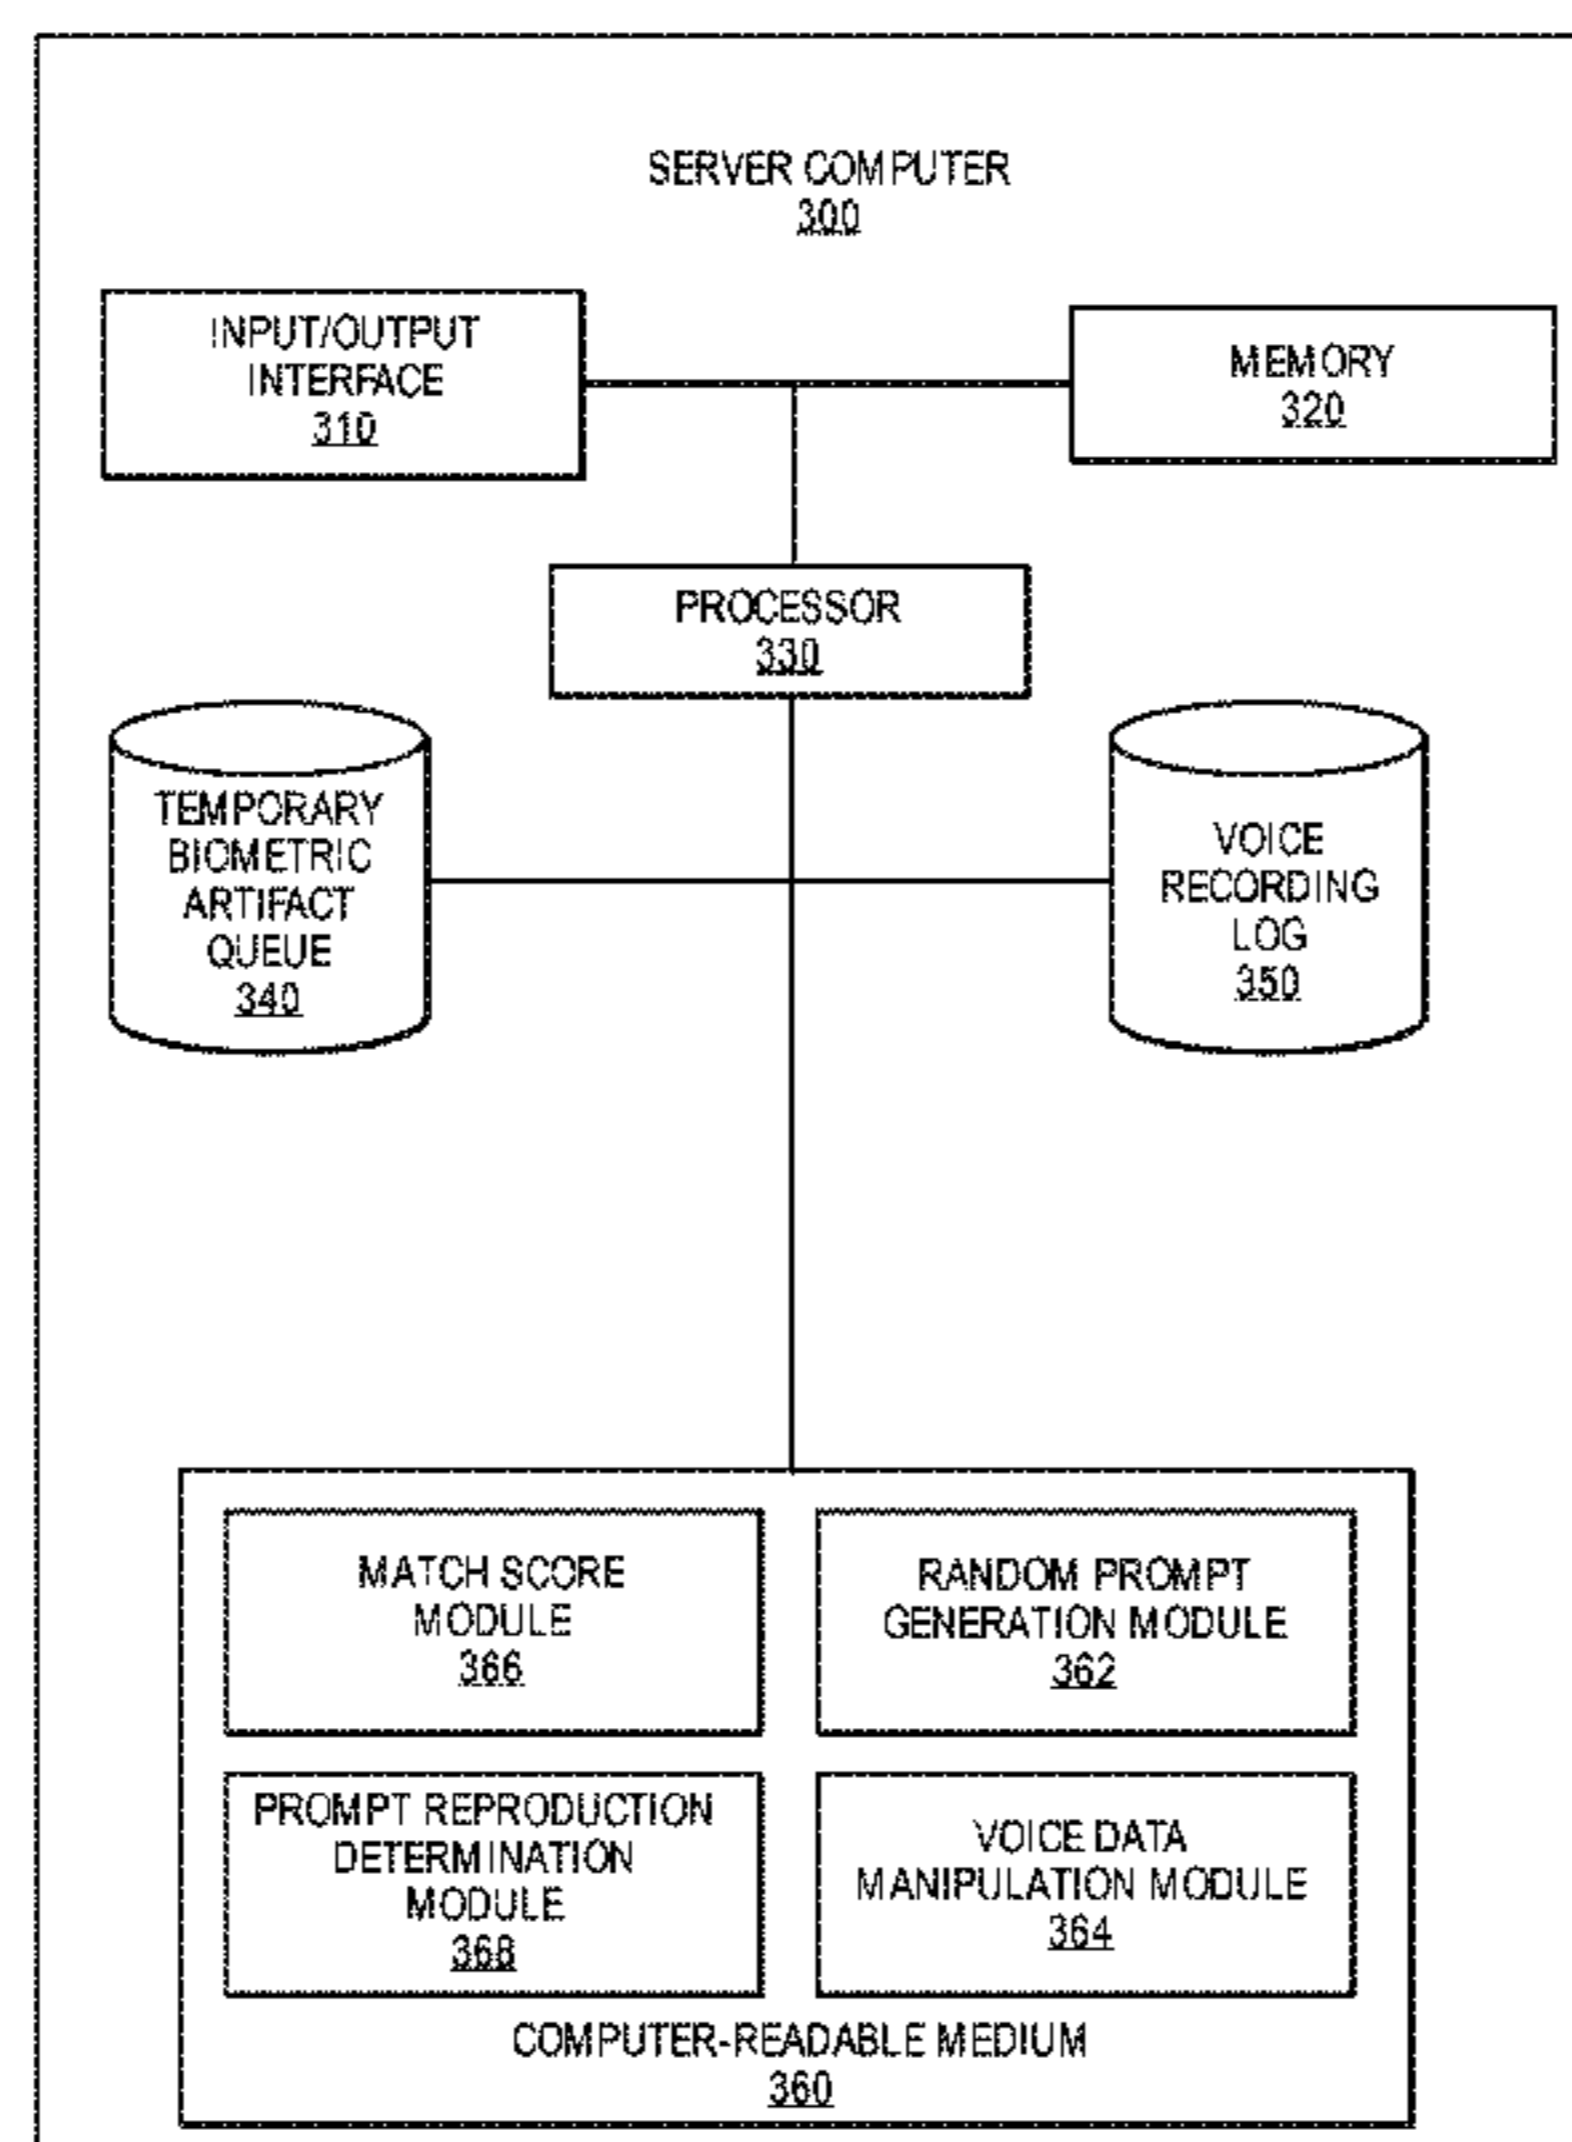 SERVER COMPUTER
300
INPUT/OUTPUT
INTERFACE
310
MEMORY
320
PROCESSOR
330
TEMPORARY
BIOMETRIC
ARTIFACT
QUEUE
340
VOICE
RECORDING
LOG
350
MATCH SCORE
MODULE
366
RANDOM PROMPT
GENERATION MODULE
362
PROMPT REPRODUCTION
DETERMINATION
MODULE
368
VOICE DATA
MANIPULATION MODULE
364
COMPUTER-READABLE MEDIUM
360